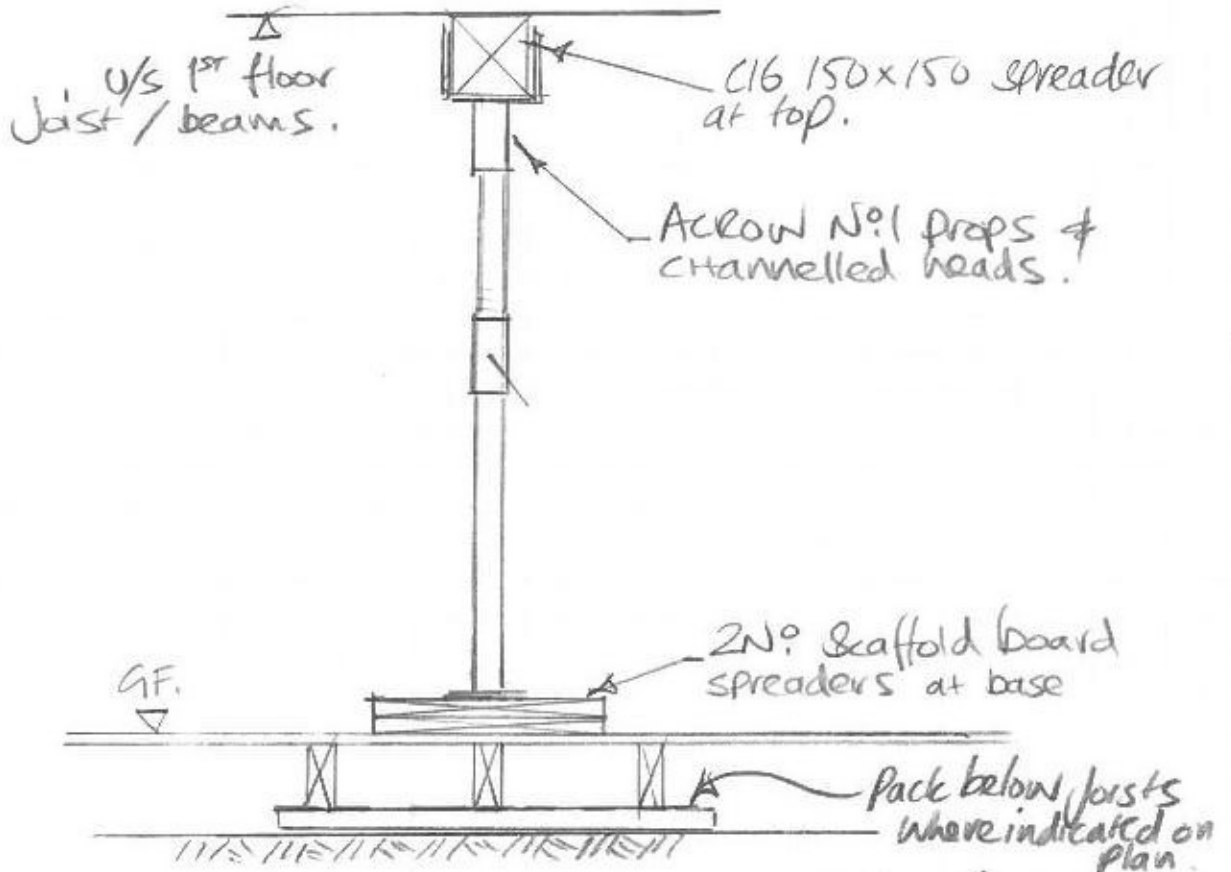 U/s 1ST floor
Joist / beams.
C16 150x150 spreader
at top.
ACROW No.1 props &
channelled heads.
2No. Scaffold board
spreaders at base
GF.
Pack below joists
where indicated on
plan.